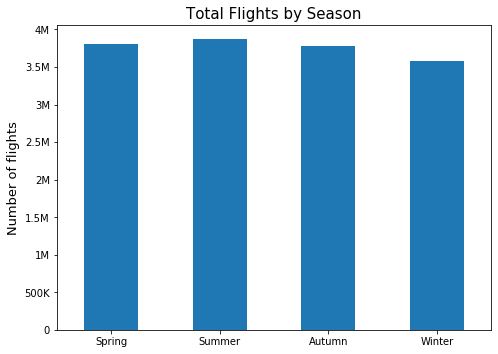 Total Flights by Season
Number of flights
4M
3.5M
3M
2.5M
2M
1.5M
1M
500K
0
Spring
Summer
Autumn
Winter